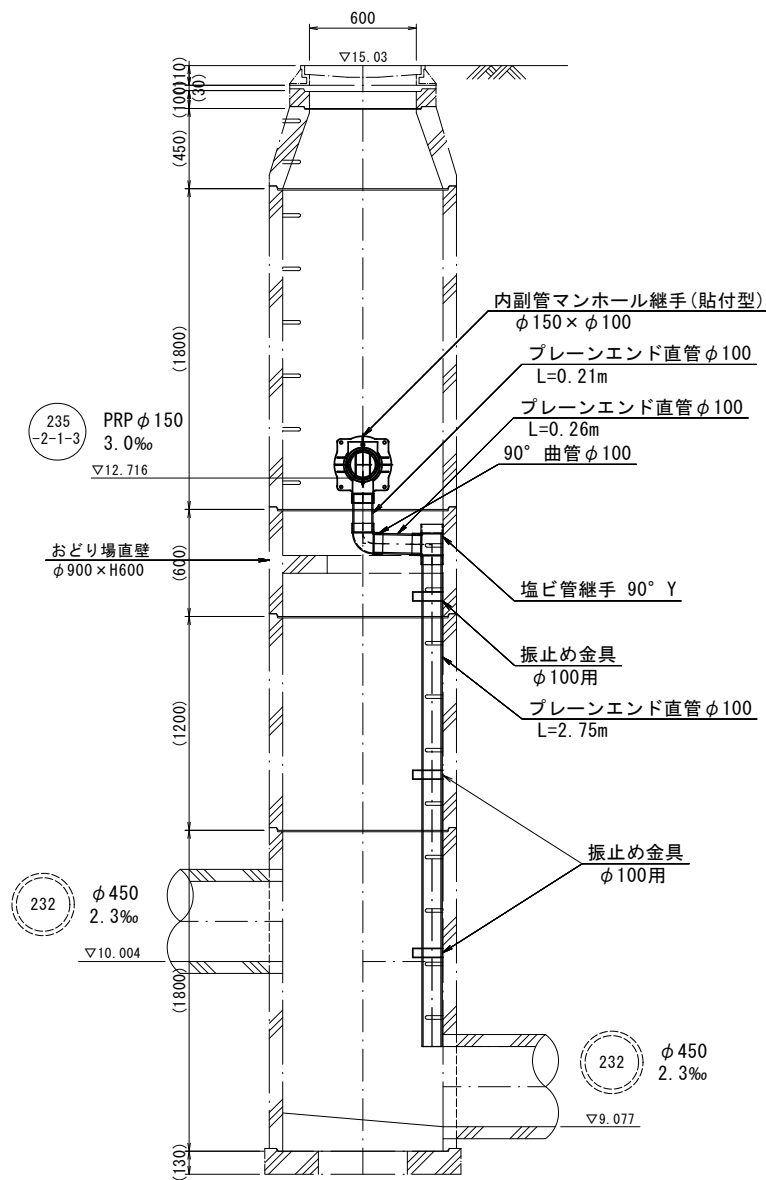 600
▽15.03
(110)
(30)
(100)
(450)
(1800)
内副管マンホール継手(貼付型)
φ150×φ100
プレーンエンド直管φ100
L=0.21m
プレーンエンド直管φ100
L=0.26m
90° 曲管φ100
235
-2-1-3
PRPφ150
3.0‰
▽12.716
おどり場直壁
φ900×H600
(600)
塩ビ管継手 90° Y
振止め金具
φ100用
プレーンエンド直管φ100
L=2.75m
(1200)
振止め金具
φ100用
232
φ450
2.3‰
▽10.004
(1800)
232
φ450
2.3‰
▽9.077
(130)